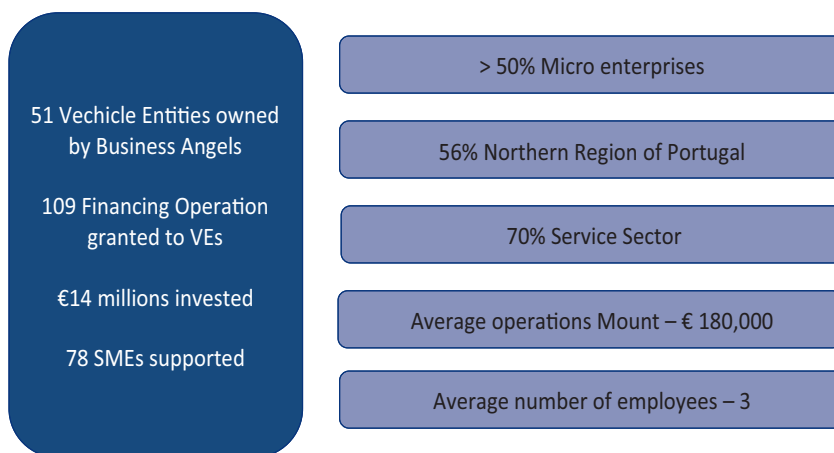 51 Vechicle Entities owned
by Business Angels
109 Financing Operation
granted to VEs
€14 millions invested
78 SMEs supported
> 50% Micro enterprises
56% Northern Region of Portugal
70% Service Sector
Average operations Mount – € 180,000
Average number of employees – 3